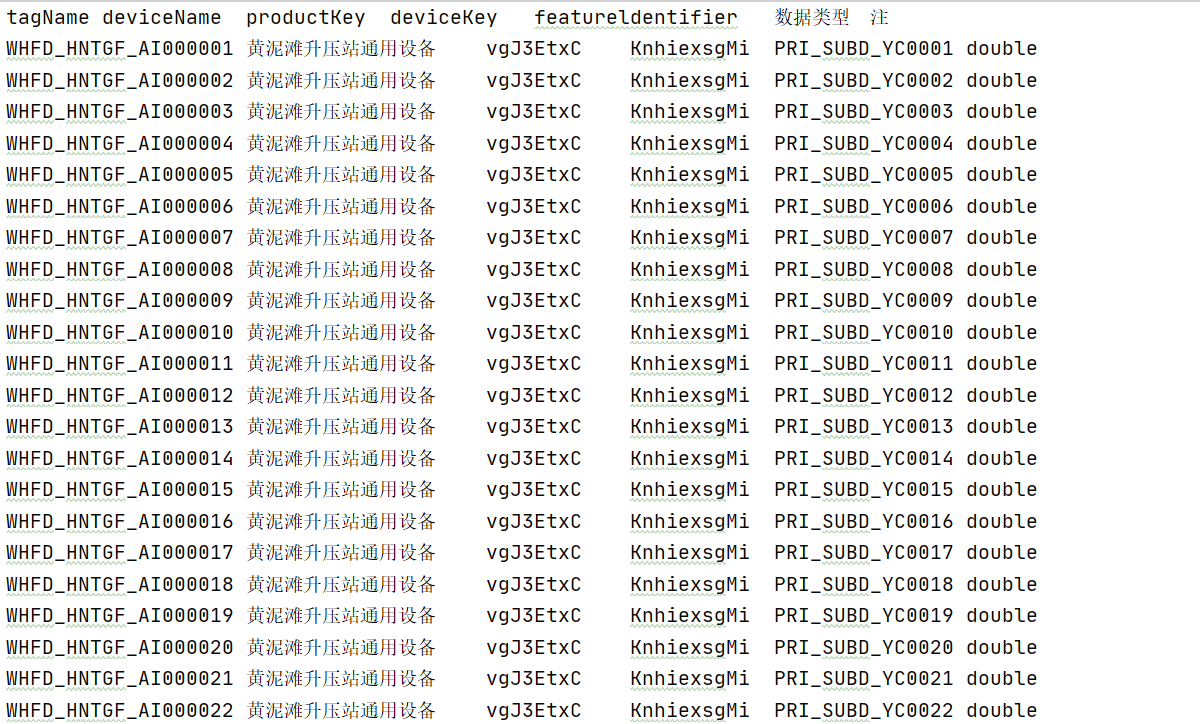 tagName deviceName productKey deviceKey featureldentifier 数据类型 注
WHFD_HNTGF_AI000001 黄泥滩升压站通用设备 vgJ3EtxC KnhiexsgMi PRI_SUBD_YC0001 double
WHFD_HNTGF_AI000002 黄泥滩升压站通用设备 vgJ3EtxC KnhiexsgMi PRI_SUBD_YC0002 double
WHFD_HNTGF_AI000003 黄泥滩升压站通用设备 vgJ3EtxC KnhiexsgMi PRI_SUBD_YC0003 double
WHFD_HNTGF_AI000004 黄泥滩升压站通用设备 vgJ3EtxC KnhiexsgMi PRI_SUBD_YC0004 double
WHFD_HNTGF_AI000005 黄泥滩升压站通用设备 vgJ3EtxC KnhiexsgMi PRI_SUBD_YC0005 double
WHFD_HNTGF_AI000006 黄泥滩升压站通用设备 vgJ3EtxC KnhiexsgMi PRI_SUBD_YC0006 double
WHFD_HNTGF_AI000007 黄泥滩升压站通用设备 vgJ3EtxC KnhiexsgMi PRI_SUBD_YC0007 double
WHFD_HNTGF_AI000008 黄泥滩升压站通用设备 vgJ3EtxC KnhiexsgMi PRI_SUBD_YC0008 double
WHFD_HNTGF_AI000009 黄泥滩升压站通用设备 vgJ3EtxC KnhiexsgMi PRI_SUBD_YC0009 double
WHFD_HNTGF_AI000010 黄泥滩升压站通用设备 vgJ3EtxC KnhiexsgMi PRI_SUBD_YC0010 double
WHFD_HNTGF_AI000011 黄泥滩升压站通用设备 vgJ3EtxC KnhiexsgMi PRI_SUBD_YC0011 double
WHFD_HNTGF_AI000012 黄泥滩升压站通用设备 vgJ3EtxC KnhiexsgMi PRI_SUBD_YC0012 double
WHFD_HNTGF_AI000013 黄泥滩升压站通用设备 vgJ3EtxC KnhiexsgMi PRI_SUBD_YC0013 double
WHFD_HNTGF_AI000014 黄泥滩升压站通用设备 vgJ3EtxC KnhiexsgMi PRI_SUBD_YC0014 double
WHFD_HNTGF_AI000015 黄泥滩升压站通用设备 vgJ3EtxC KnhiexsgMi PRI_SUBD_YC0015 double
WHFD_HNTGF_AI000016 黄泥滩升压站通用设备 vgJ3EtxC KnhiexsgMi PRI_SUBD_YC0016 double
WHFD_HNTGF_AI000017 黄泥滩升压站通用设备 vgJ3EtxC KnhiexsgMi PRI_SUBD_YC0017 double
WHFD_HNTGF_AI000018 黄泥滩升压站通用设备 vgJ3EtxC KnhiexsgMi PRI_SUBD_YC0018 double
WHFD_HNTGF_AI000019 黄泥滩升压站通用设备 vgJ3EtxC KnhiexsgMi PRI_SUBD_YC0019 double
WHFD_HNTGF_AI000020 黄泥滩升压站通用设备 vgJ3EtxC KnhiexsgMi PRI_SUBD_YC0020 double
WHFD_HNTGF_AI000021 黄泥滩升压站通用设备 vgJ3EtxC KnhiexsgMi PRI_SUBD_YC0021 double
WHFD_HNTGF_AI000022 黄泥滩升压站通用设备 vgJ3EtxC KnhiexsgMi PRI_SUBD_YC0022 double